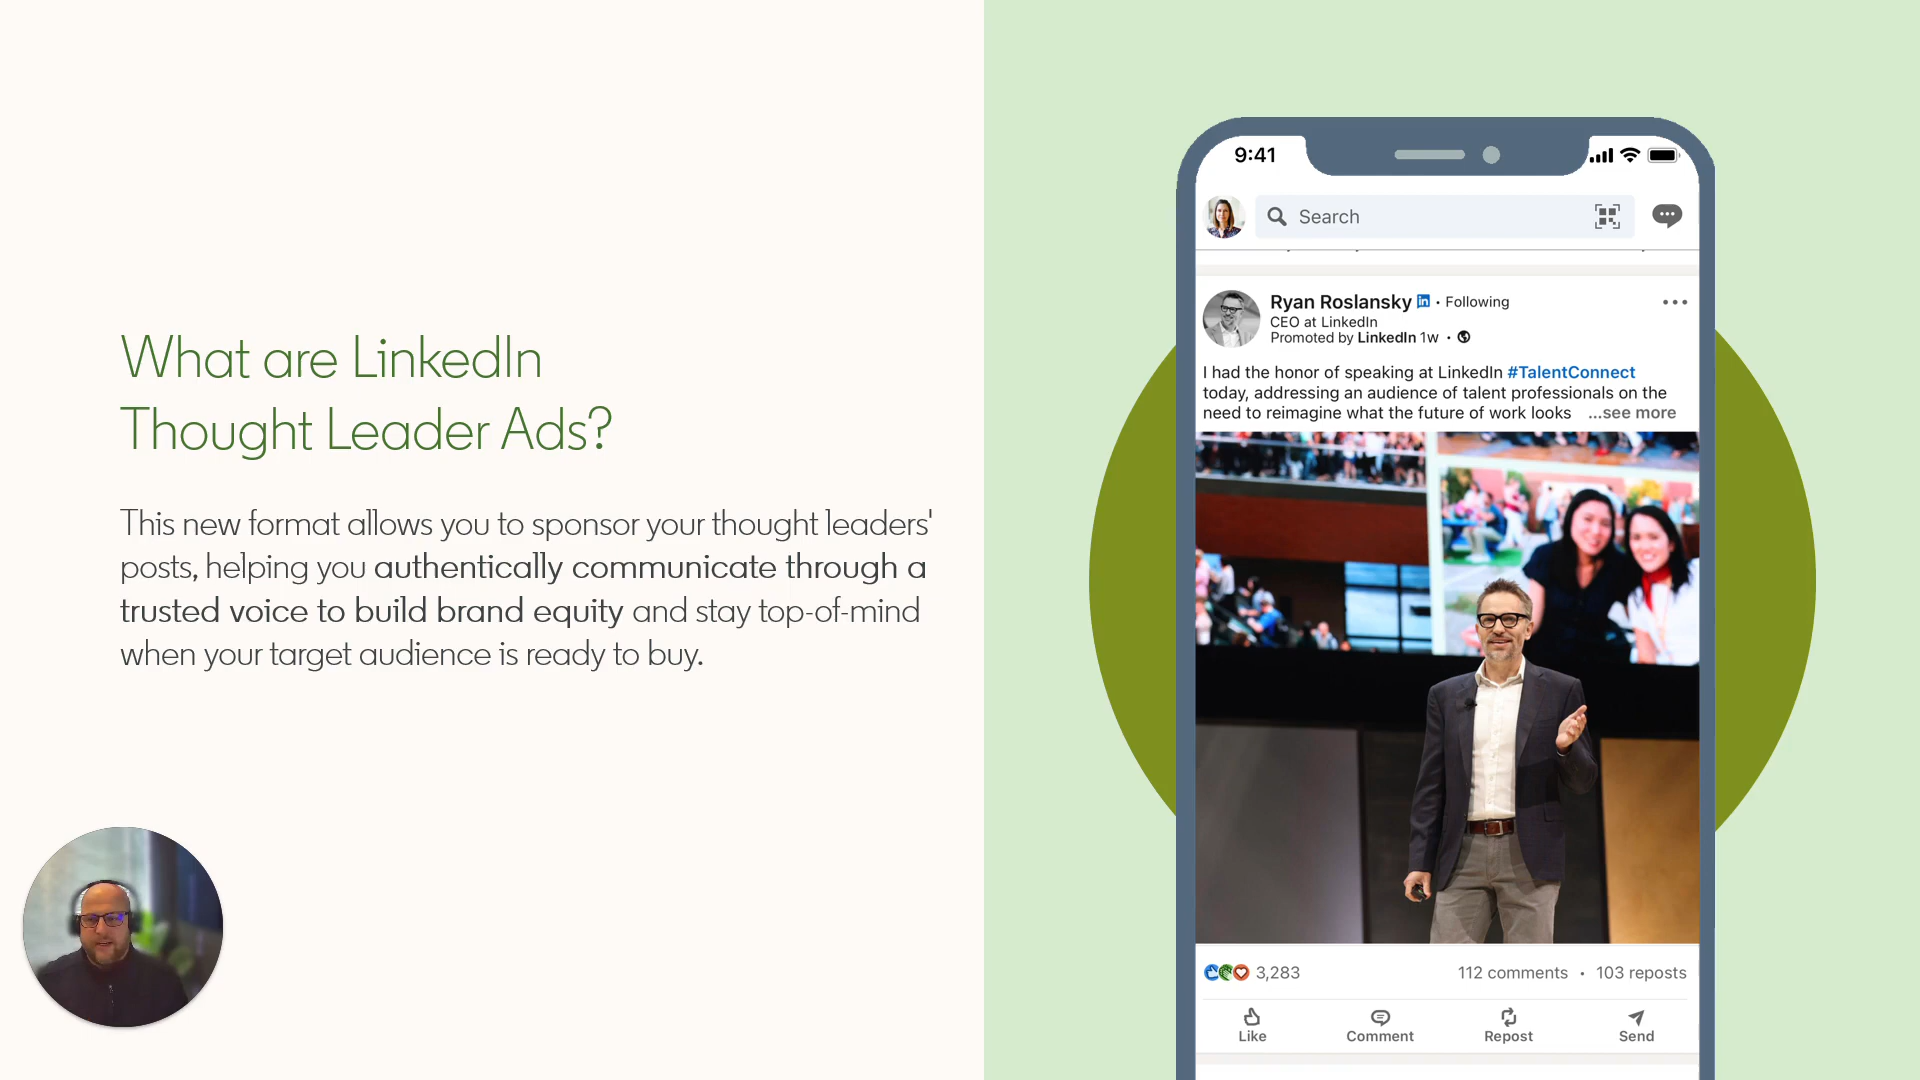 What are LinkedIn
Thought Leader Ads?
This new format allows you to sponsor your thought leaders'
posts, helping you authentically communicate through a
trusted voice to build brand equity and stay top-of-mind
when your target audience is ready to buy.
9:41
Search
Ryan Roslansky in • Following
CEO at LinkedIn
Promoted by LinkedIn 1w •
I had the honor of speaking at LinkedIn #TalentConnect
today, addressing an audience of talent professionals on the
need to reimagine what the future of work looks ...see more
3,283
112 comments • 103 reposts
Like
Comment
Repost
Send